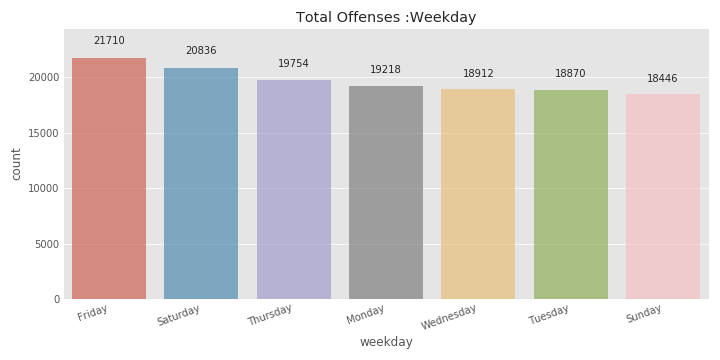 Total Offenses :Weekday
21710
20836
19754
19218
18912
18870
18446
20000
15000
10000
5000
0
count
Friday
Saturday
Thursday
Monday
Wednesday
Tuesday
Sunday
weekday